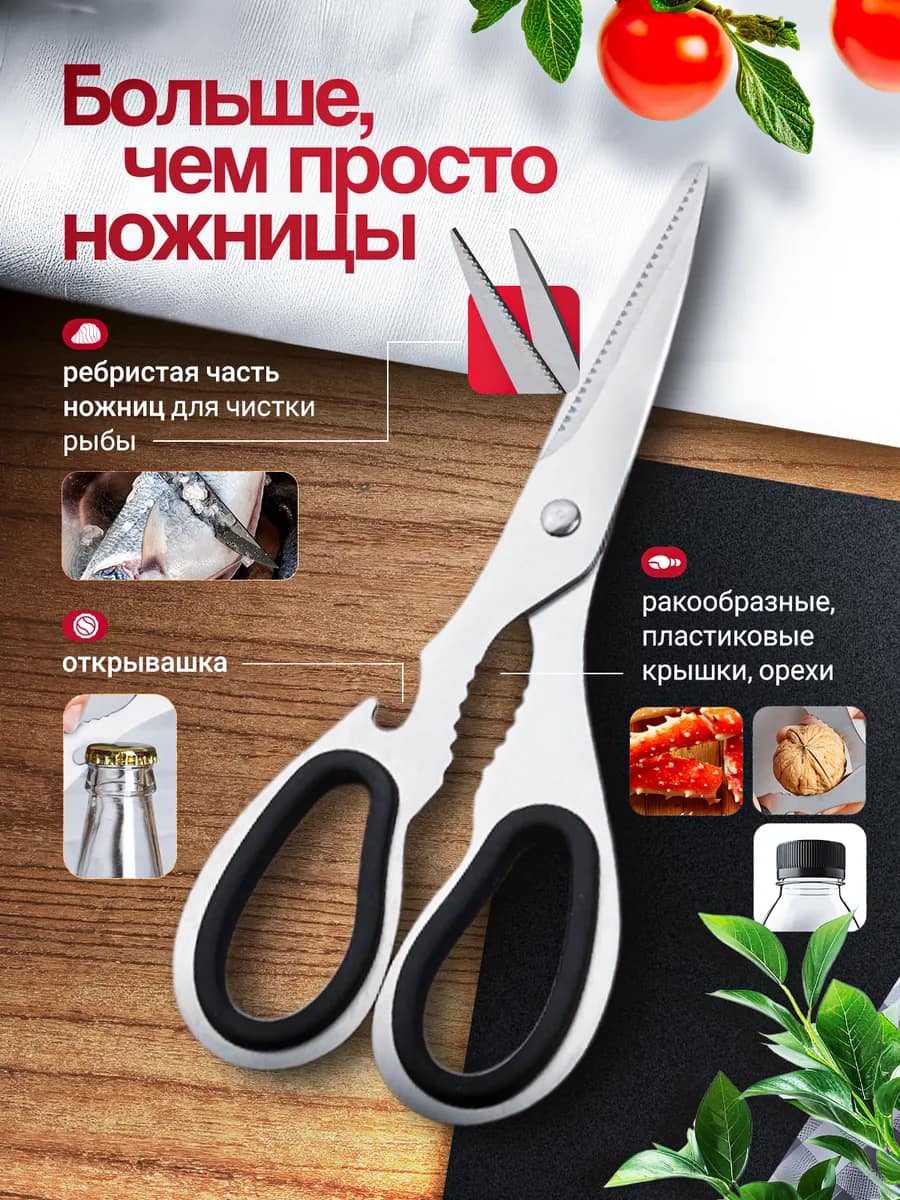 Больше,
чем просто
ножницы
ребристая часть
ножниц для чистки
рыбы
открывашка
ракообразные,
пластиковые
крышки, орехи